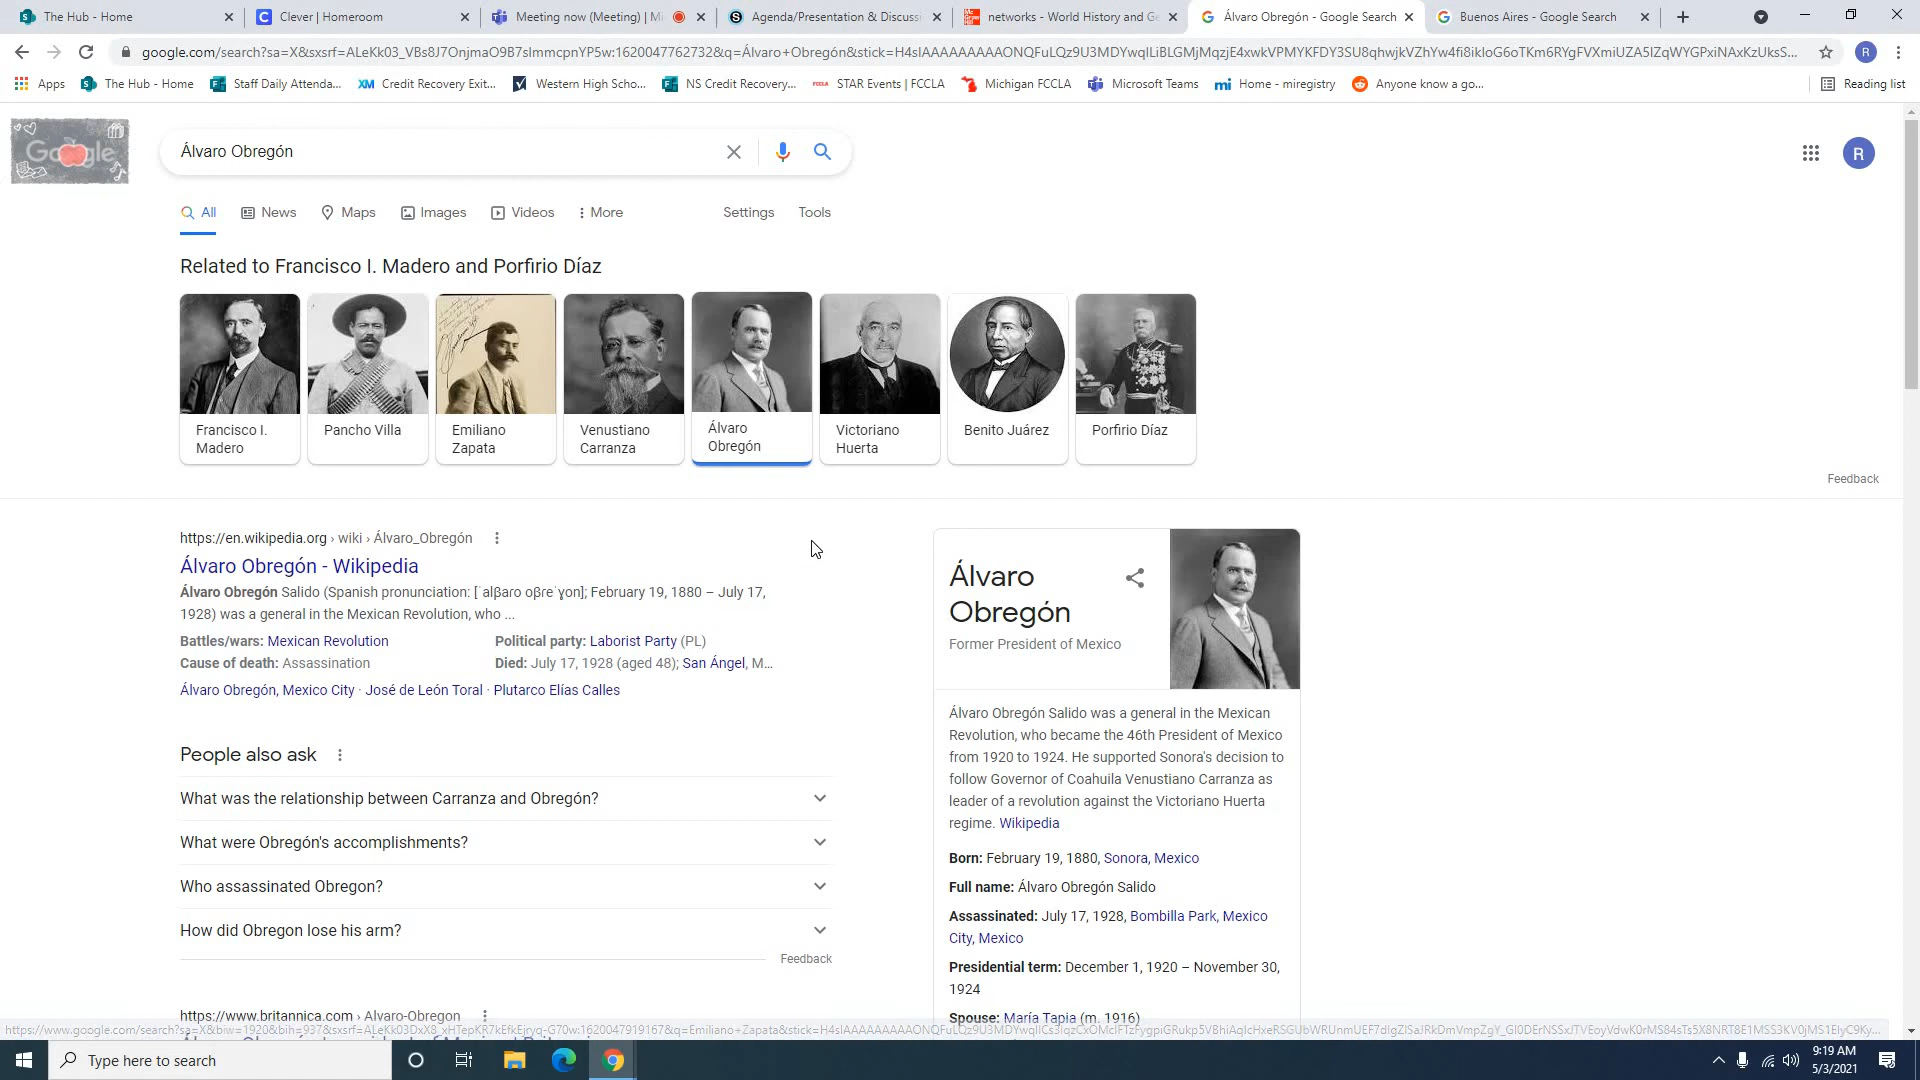 The Hub - Home
Clever | Homeroom
Meeting now (Meeting) | Mi
Agenda/Presentation & Discussi
networks - World History and Ge
Álvaro Obregón - Google Search
Buenos Aires - Google Search
Apps
The Hub - Home
Staff Daily Attenda...
Credit Recovery Exit...
Western High Scho...
NS Credit Recovery...
STAR Events | FCCLA
Michigan FCCLA
Microsoft Teams
Home - miregistry
Anyone know a go...
Reading list
Google
Álvaro Obregón
R
All
News
Maps
Images
Videos
More
Settings
Tools
Related to Francisco I. Madero and Porfirio Díaz
Francisco I. Madero
Pancho Villa
Emiliano Zapata
Venustiano Carranza
Álvaro Obregón
Victoriano Huerta
Benito Juárez
Porfirio Díaz
Feedback
https://en.wikipedia.org › wiki › Álvaro_Obregón
Álvaro Obregón - Wikipedia
Álvaro Obregón Salido (Spanish pronunciation: [ˈalβaro oβreˈɣon]; February 19, 1880 – July 17,
1928) was a general in the Mexican Revolution, who ...
Battles/wars: Mexican Revolution
Political party: Laborist Party (PL)
Cause of death: Assassination
Died: July 17, 1928 (aged 48); San Ángel, M...
Álvaro Obregón, Mexico City · José de León Toral · Plutarco Elías Calles
People also ask
What was the relationship between Carranza and Obregón?
What were Obregón's accomplishments?
Who assassinated Obregon?
How did Obregon lose his arm?
Feedback
https://www.britannica.com › Alvaro-Obregon
Álvaro
Obregón
Former President of Mexico
Álvaro Obregón Salido was a general in the Mexican
Revolution, who became the 46th President of Mexico
from 1920 to 1924. He supported Sonora's decision to
follow Governor of Coahuila Venustiano Carranza as
leader of a revolution against the Victoriano Huerta
regime. Wikipedia
Born: February 19, 1880, Sonora, Mexico
Full name: Álvaro Obregón Salido
Assassinated: July 17, 1928, Bombilla Park, Mexico
City, Mexico
Presidential term: December 1, 1920 – November 30,
1924
Spouse: María Tapia (m. 1916)
Type here to search
9:19 AM
5/3/2021